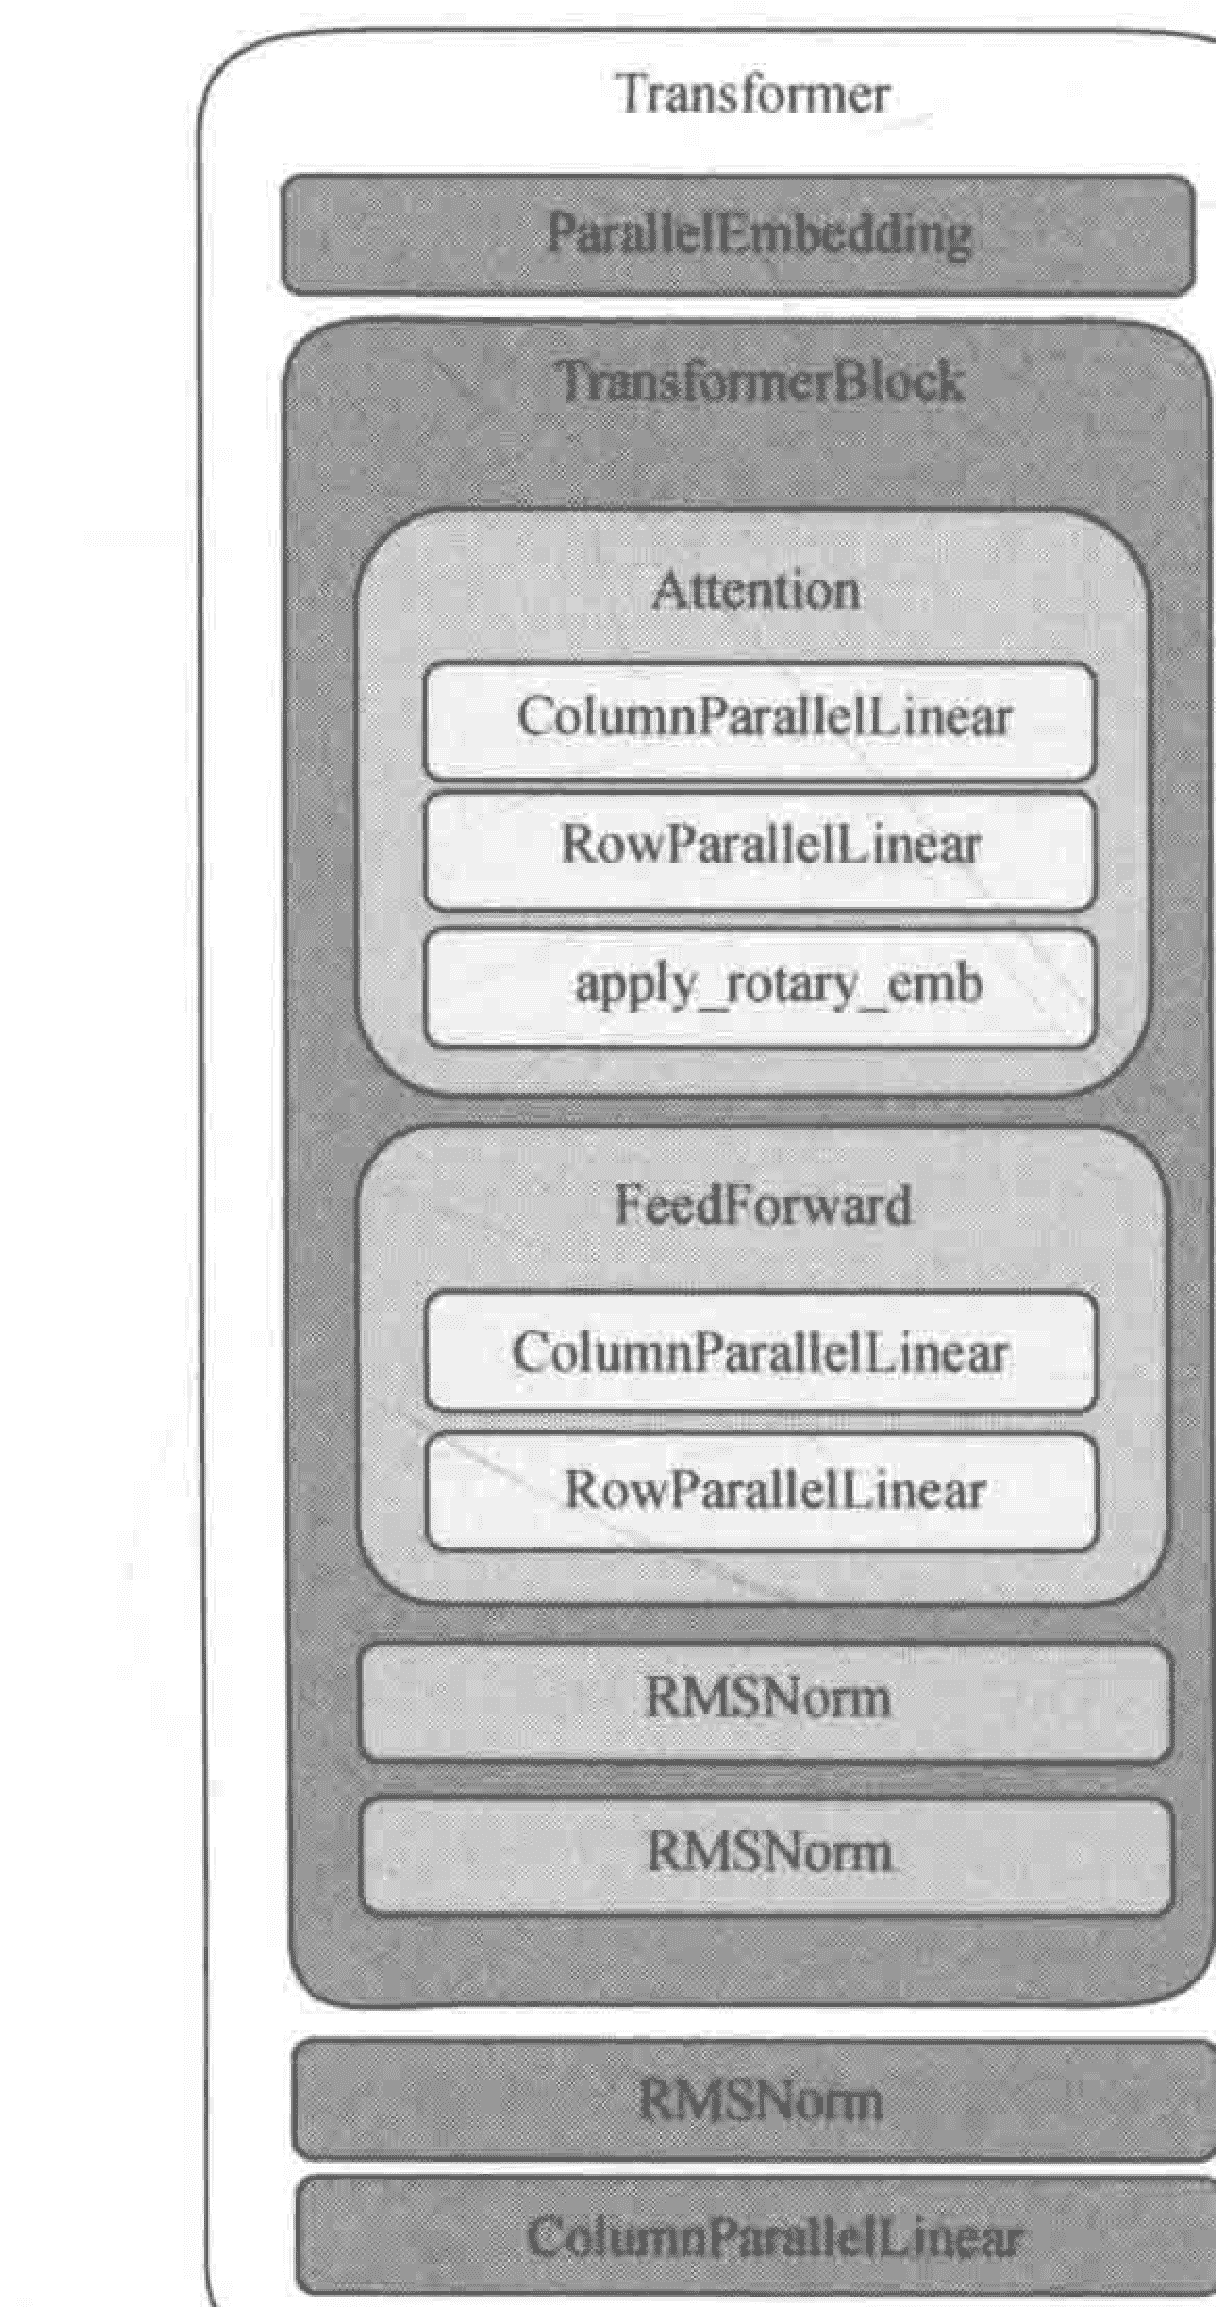 Transformer
ParallelEmbedding
TransformerBlock
Attention
ColumnParallelLinear
RowParallelLinear
apply_rotary_emb
FeedForward
ColumnParallelLinear
RowParallelLinear
RMSNorm
RMSNorm
RMSNorm
ColumnParallelLinear